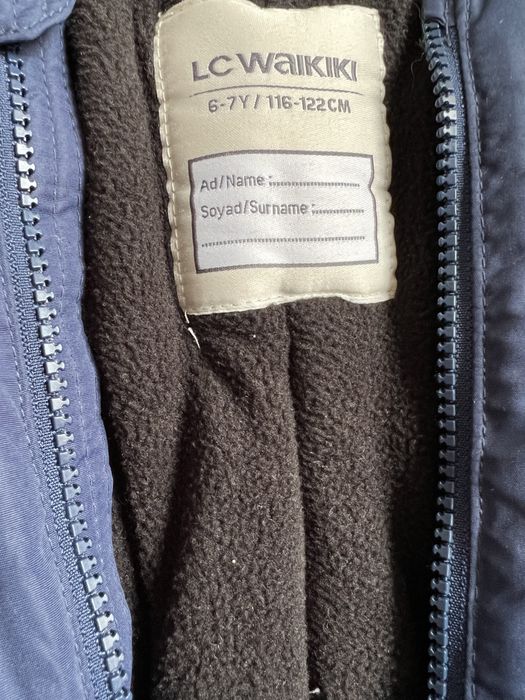 LC WaIKIKI
6-7Y / 116-122CM
Ad/Name:
Soyad/Surname: